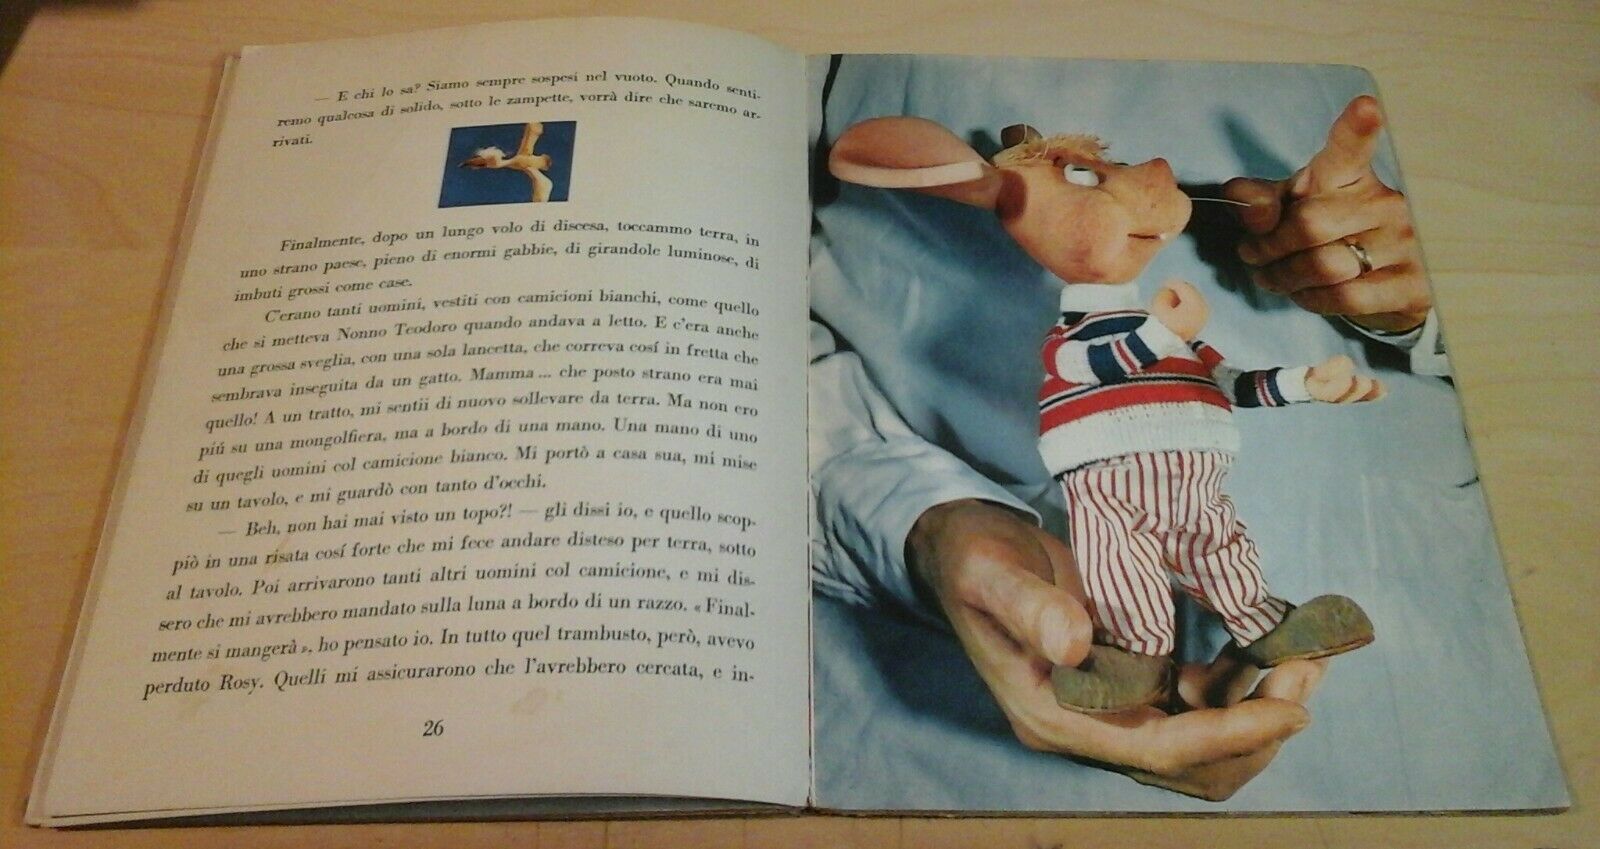 — E chi lo sa? Siamo sempre sospesi nel vuoto. Quando senti-
remo qualcosa di solido, sotto le zampette, vorrà dire che saremo ar-
rivati.
Finalmente, dopo un lungo volo di discesa, toccammo terra, in
uno strano paese, pieno di enormi gabbie, di girandole luminose, di
imbuti grossi come case.
C'erano tanti uomini, vestiti con camicioni bianchi, come quello
che si metteva Nonno Teodoro quando andava a letto. E c'era anche
una grossa sveglia, con una sola lancetta, che correva cosí in fretta che
sembrava inseguita da un gatto. Mamma ... che posto strano era mai
quello! A un tratto, mi sentii di nuovo sollevare da terra. Ma non ero
piú su una mongolfiera, ma a bordo di una mano. Una mano di uno
di quegli uomini col camicione bianco. Mi portò a casa sua, mi mise
su un tavolo, e mi guardò con tanto d'occhi.
— Beh, non hai mai visto un topo?! — gli dissi io, e quello scop-
piò in una risata cosí forte che mi fece andare disteso per terra, sotto
al tavolo. Poi arrivarono tanti altri uomini col camicione, e mi dis-
sero che mi avrebbero mandato sulla luna a bordo di un razzo. « Final-
mente si mangerà », ho pensato io. In tutto quel trambusto, però, avevo
perduto Rosy. Quelli mi assicurarono che l'avrebbero cercata, e in-
26